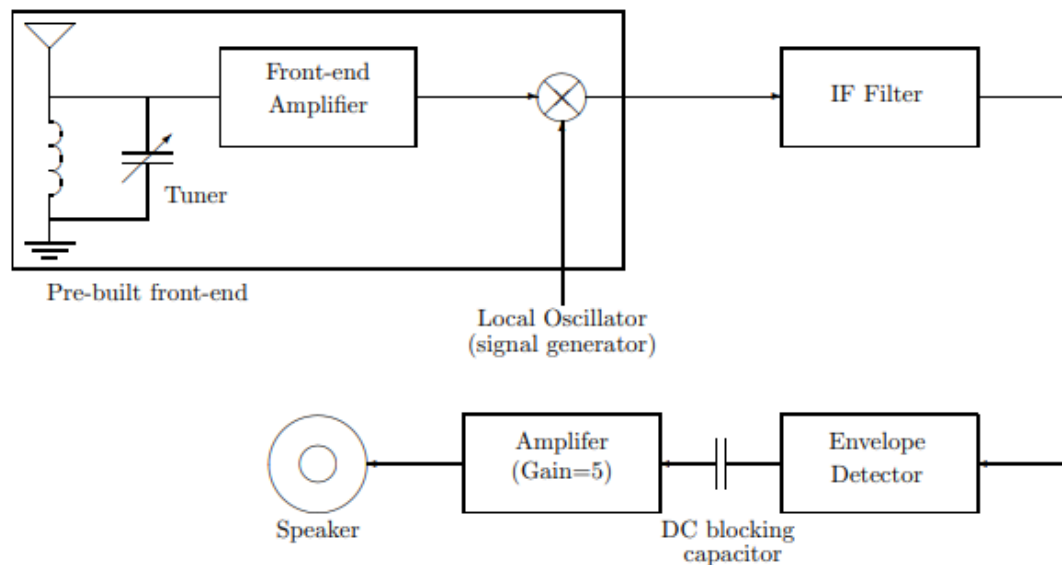 Front-end
Amplifier
IF Filter
Tuner
Pre-built front-end
Local Oscillator
(signal generator)
Amplifer
(Gain=5)
Envelope
Detector
Speaker
DC blocking
capacitor